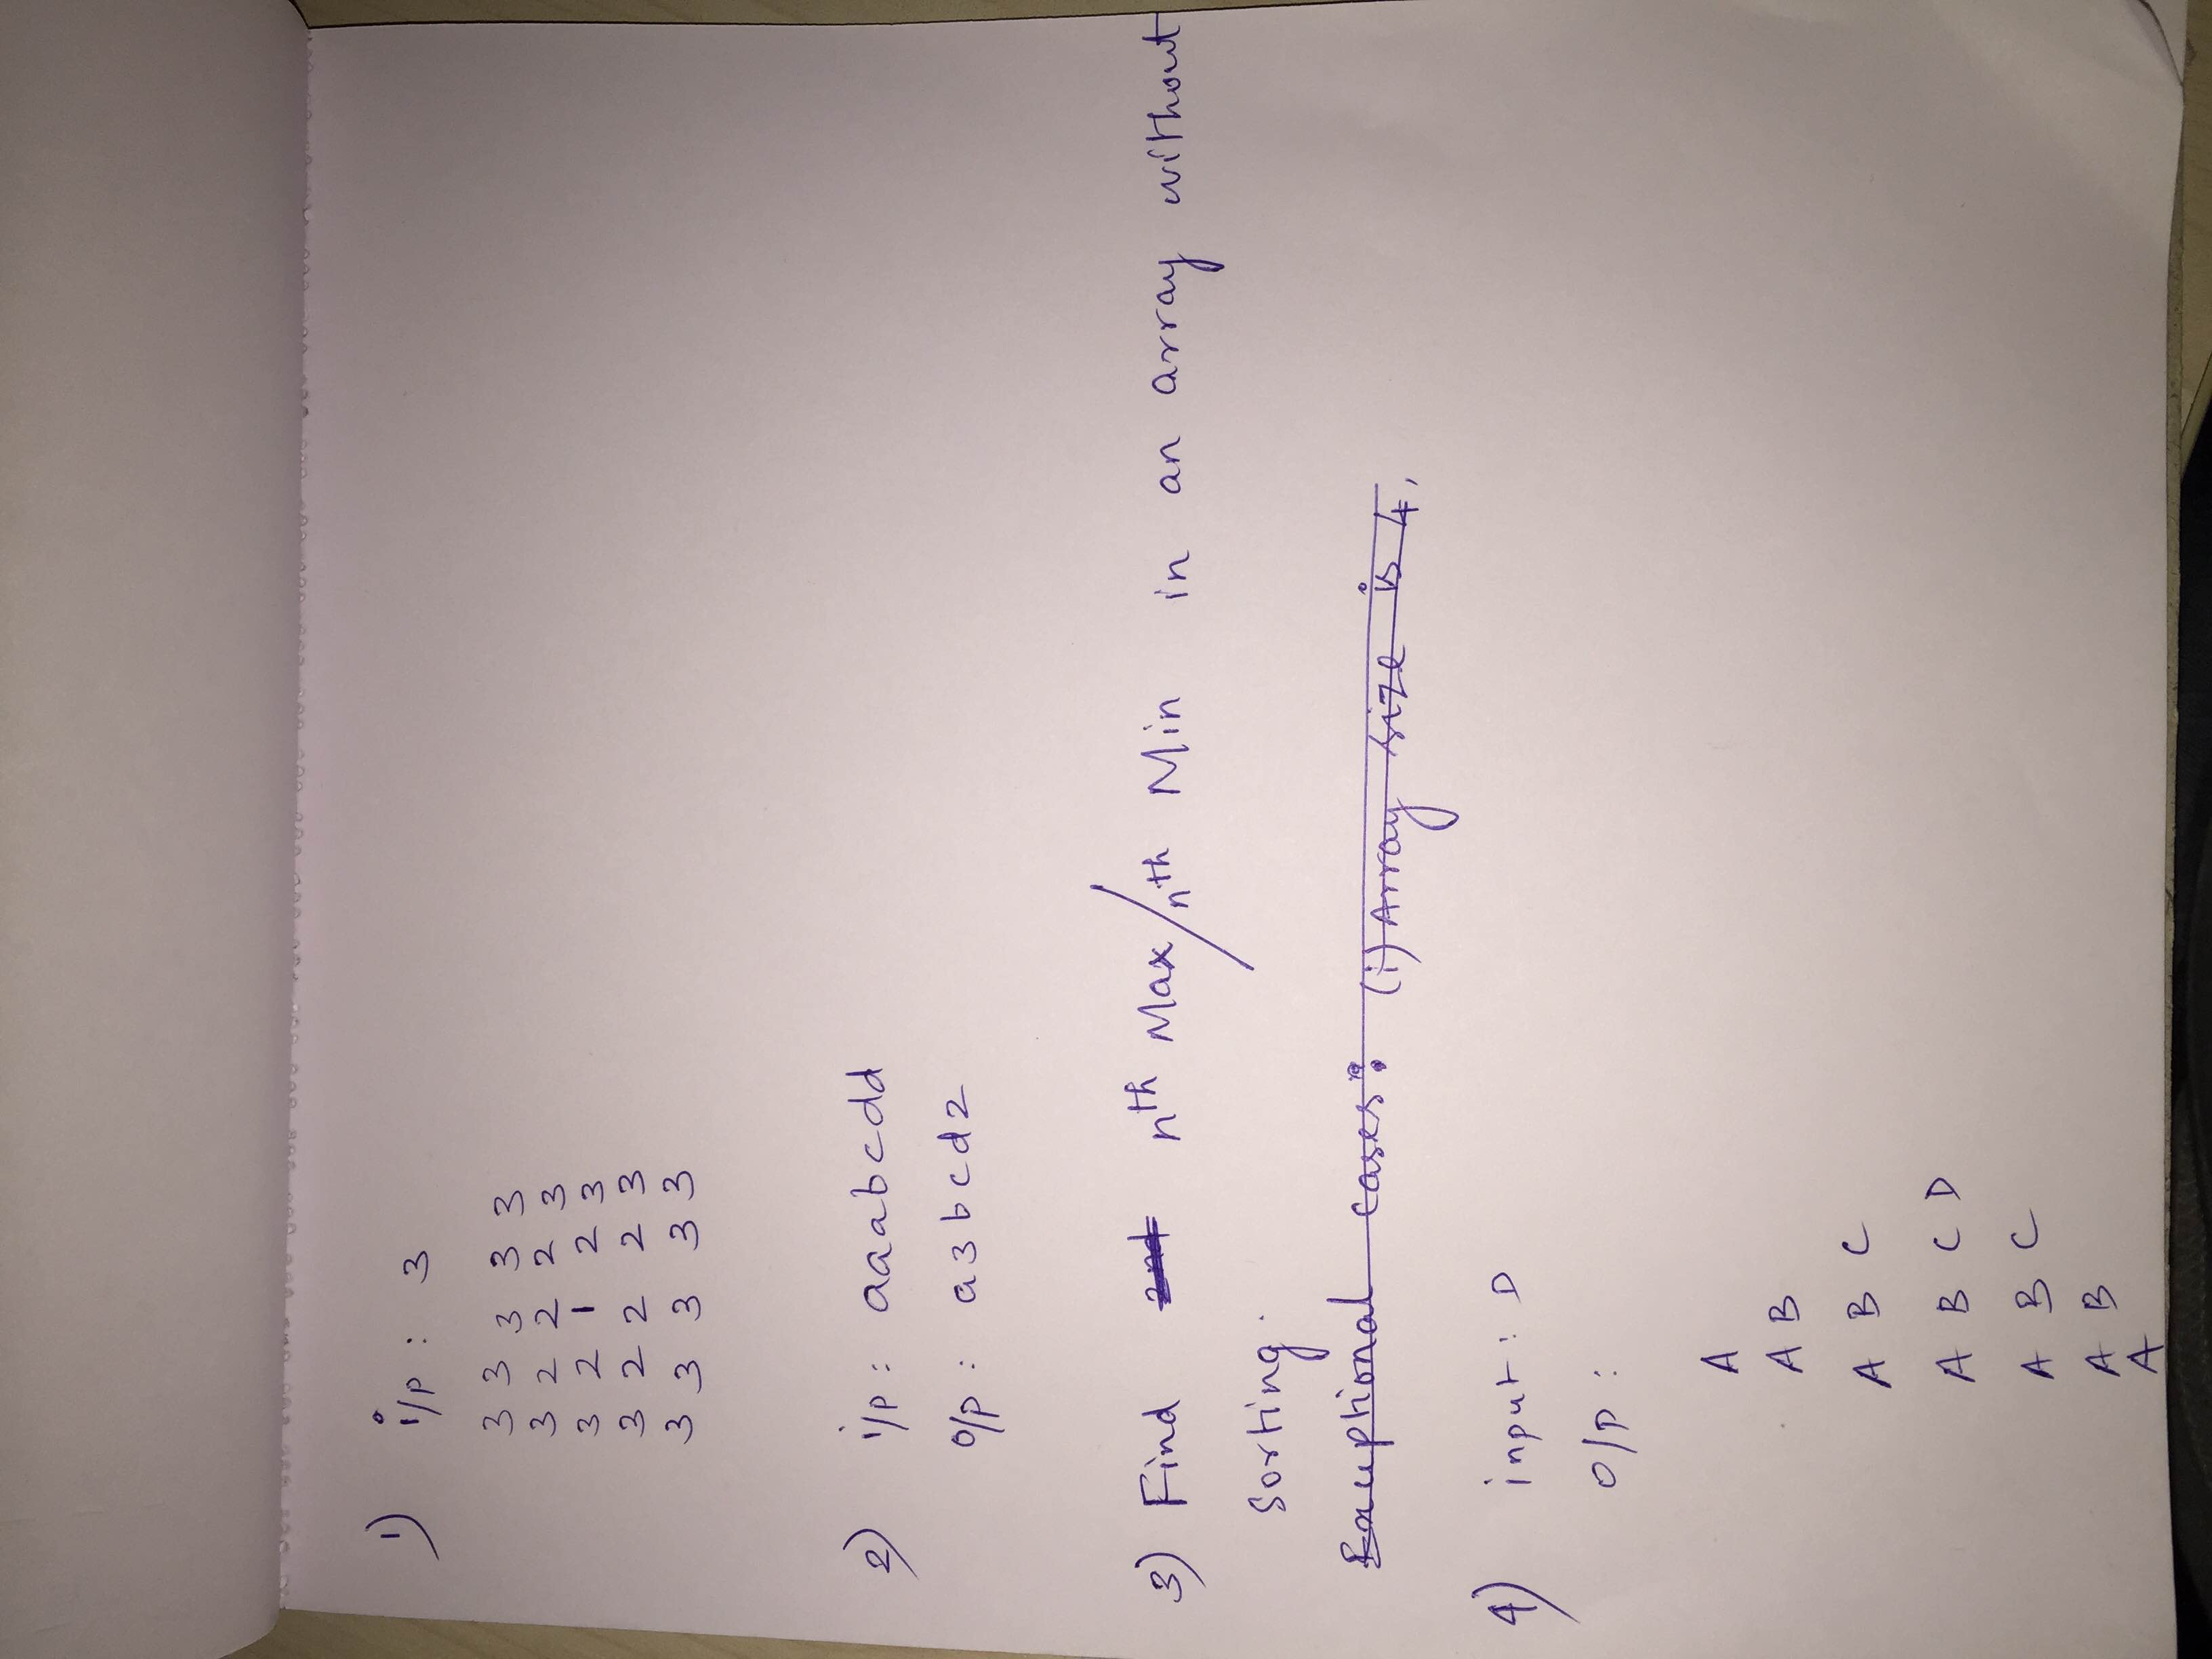 1) i/p : 3
3 3 3 3 3
3 2 2 2 3
3 2 1 2 3
3 2 2 2 3
3 3 3 3 3
2) i/p : aaabcdd
o/p : a3bcd2
3) Find 2nd nth Max/nth Min in an array without
sorting.
Exceptional cases: (i) Array size is 4,
4) input : D
O/P :
A
A B
A B C
A B C D
A B C
A B
A